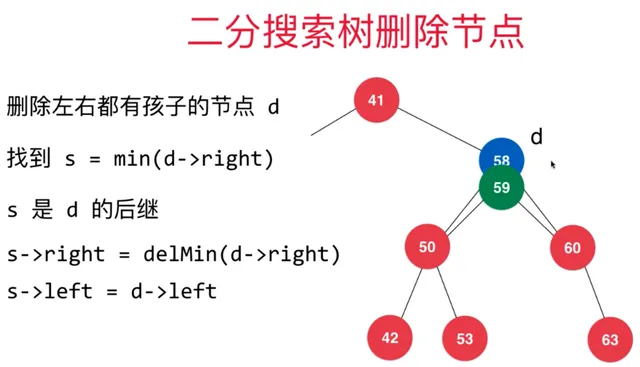 二分搜索树删除节点
删除左右都有孩子的节点 d
找到 s = min(d->right)
s 是 d 的后继
s->right = delMin(d->right)
s->left = d->left
41
d
58
59
50
60
42
53
63